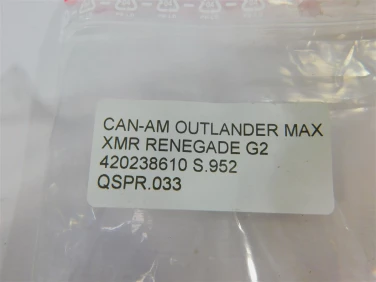 CAN-AM OUTLANDER MAX
XMR RENEGADE G2
420238610 S.952
QSPR.033